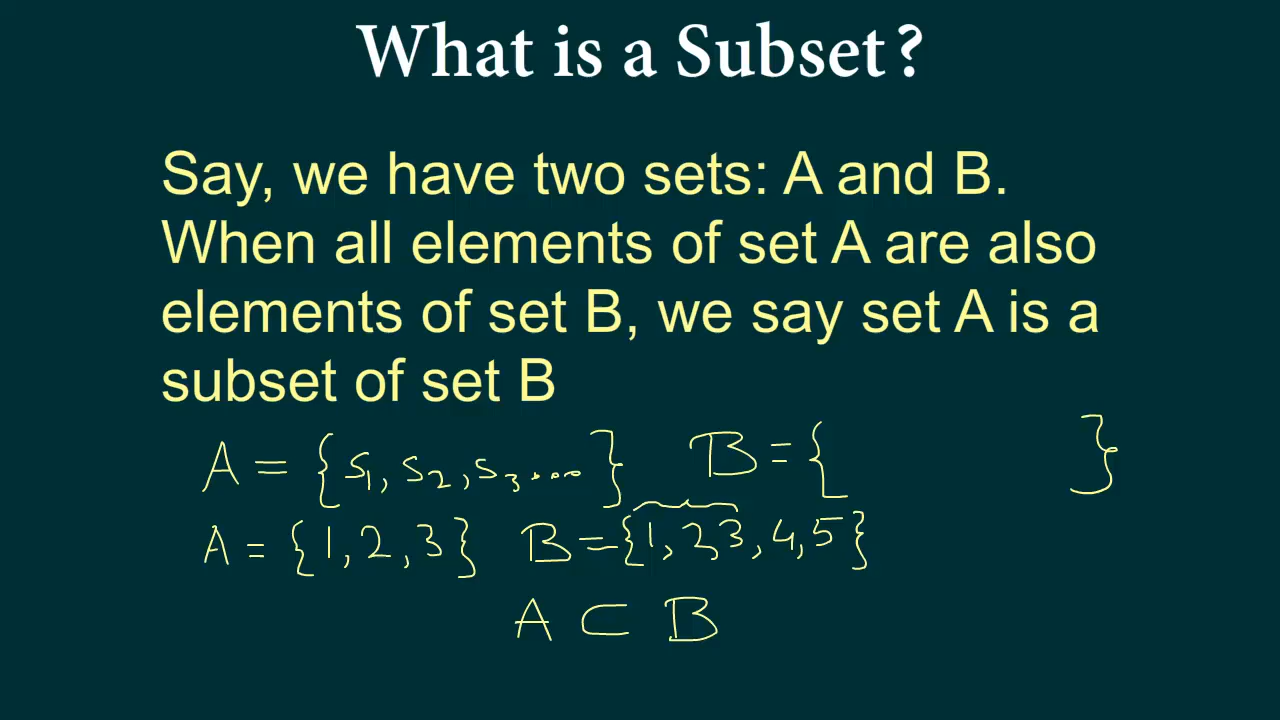 What is a Subset?
Say, we have two sets: A and B.
When all elements of set A are also
elements of set B, we say set A is a
subset of set B
A = {s₁, s₂, s₃....} B = { }
A = {1, 2, 3} B = {1, 2, 3, 4, 5}
A ⊂ B